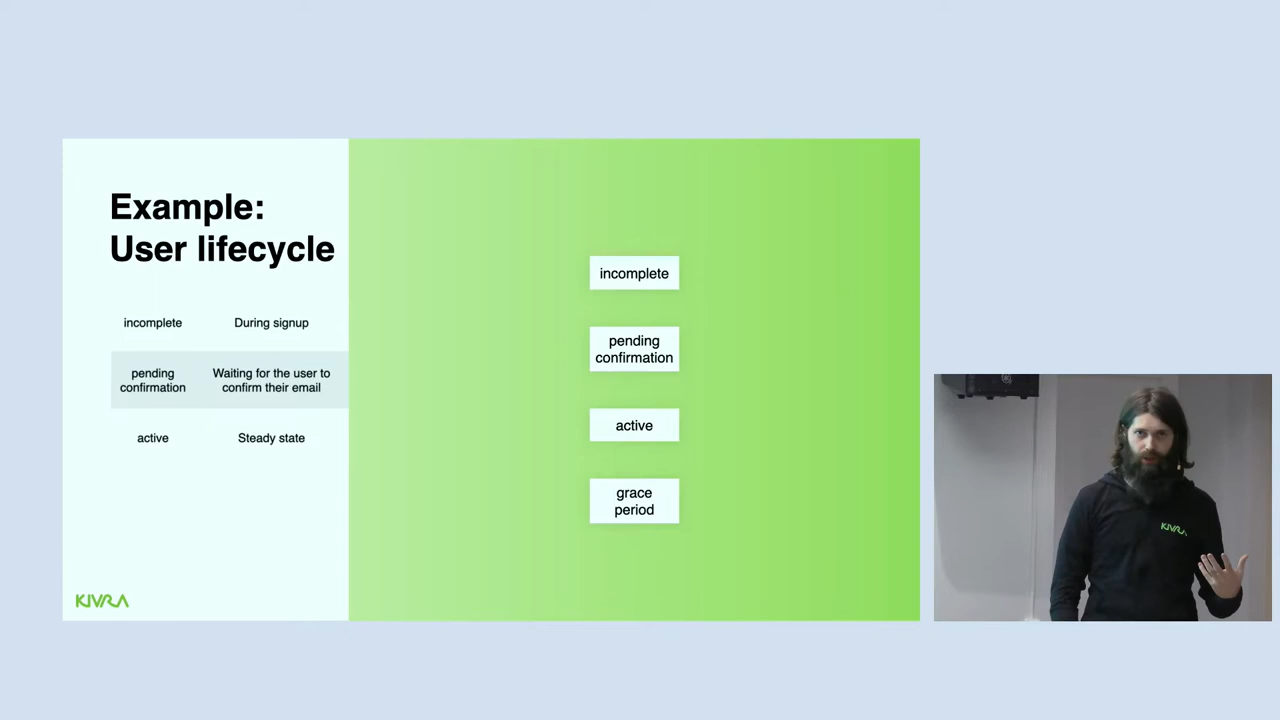 Example:
User lifecycle
incomplete During signup
pending confirmation Waiting for the user to confirm their email
active Steady state
KIVRA
incomplete
pending
confirmation
active
grace
period
KIVRA